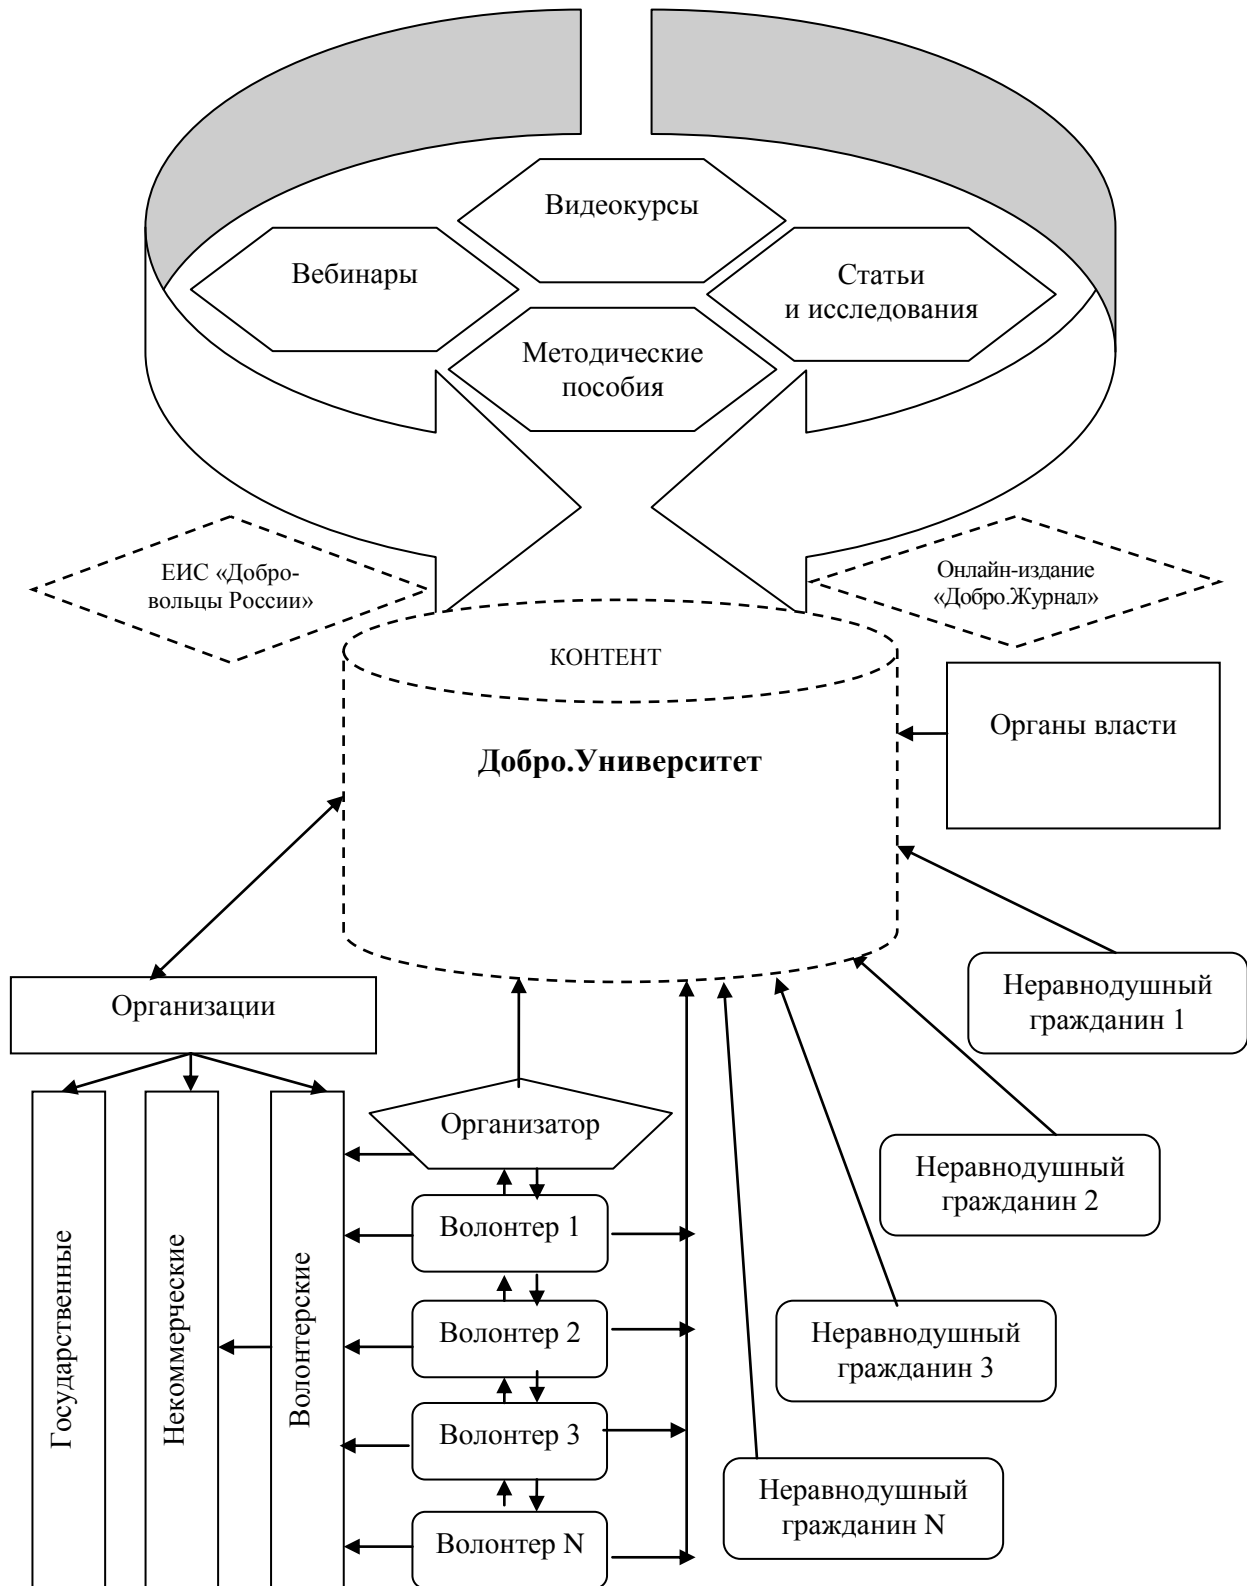 Видеокурсы
Вебинары
Статьи
и исследования
Методические
пособия
ЕИС «Добро-
вольцы России»
Онлайн-издание
«Добро.Журнал»
КОНТЕНТ
Добро.Университет
Органы власти
Организации
Неравнодушный
гражданин 1
Организатор
Неравнодушный
гражданин 2
Волонтер 1
Волонтер 2
Неравнодушный
гражданин 3
Волонтер 3
Неравнодушный
гражданин N
Волонтер N
Государственные
Некоммерческие
Волонтерские